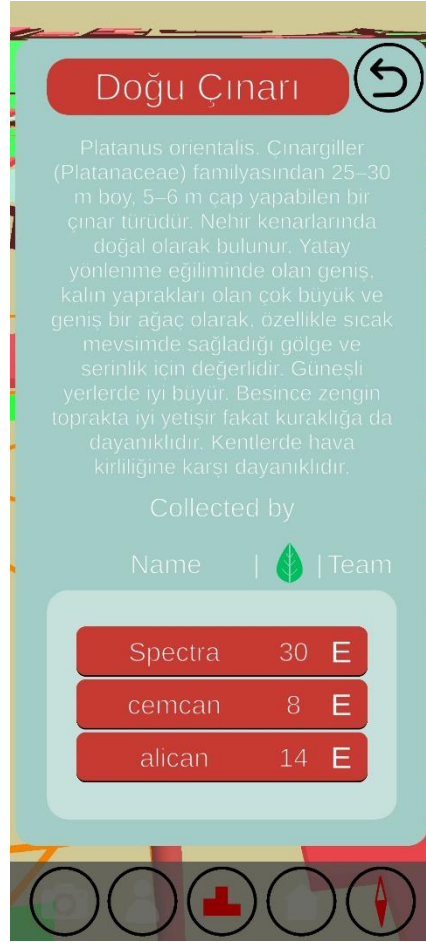 Doğu Çınarı
Platanus orientalis. Çınargiller
(Platanaceae) familyasından 25–30
m boy, 5–6 m çap yapabilen bir
çınar türüdür. Nehir kenarlarında
doğal olarak bulunur. Yatay
yönlenme eğiliminde olan geniş,
kalın yaprakları olan çok büyük ve
geniş bir ağaç olarak, özellikle sıcak
mevsimde sağladığı gölge ve
serinlik için değerlidir. Güneşli
yerlerde iyi büyür. Besince zengin
toprakta iyi yetişir fakat kuraklığa da
dayanıklıdır. Kentlerde hava
kirliliğine karşı dayanıklıdır.
Collected by
Name | | Team
Spectra 30 E
cemcan 8 E
alican 14 E